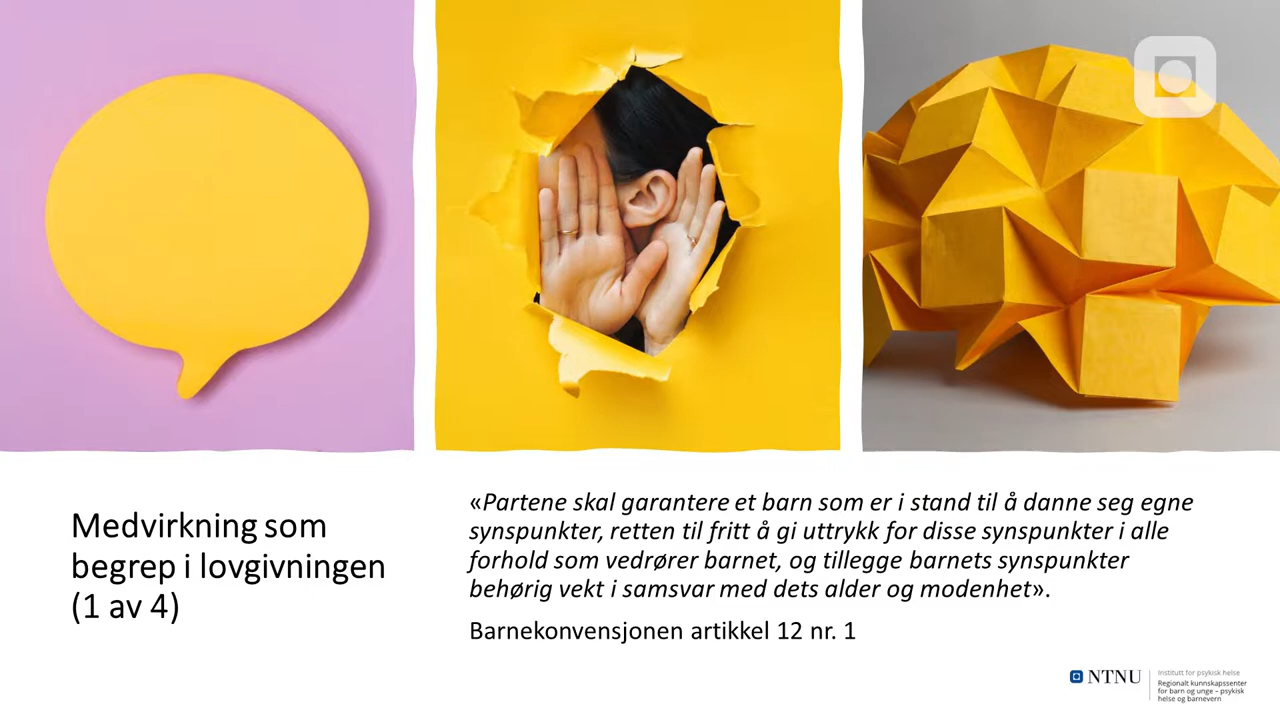 Medvirkning som
begrep i lovgivningen
(1 av 4)
«Partene skal garantere et barn som er i stand til å danne seg egne
synspunkter, retten til fritt å gi uttrykk for disse synspunkter i alle
forhold som vedrører barnet, og tillegge barnets synspunkter
behørig vekt i samsvar med dets alder og modenhet».
Barnekonvensjonen artikkel 12 nr. 1
NTNU
Institutt for psykisk helse
Regionalt kunnskapssenter
for barn og unge – psykisk
helse og barnevern